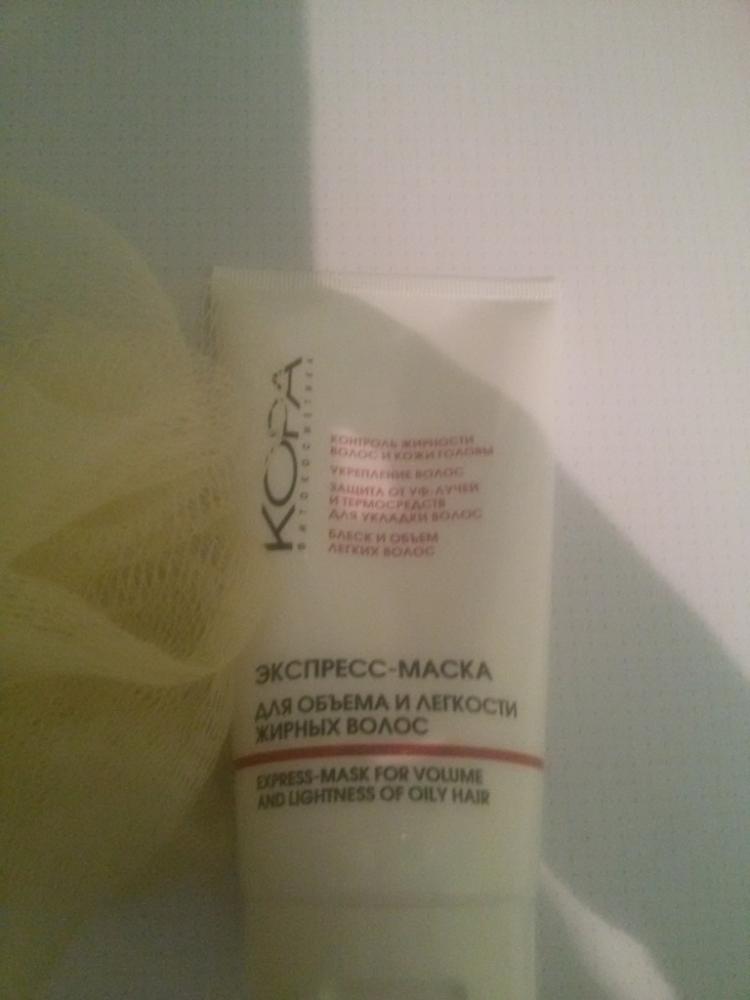 КОРА
ФИТОКОСМЕТИКА
КОНТРОЛЬ ЖИРНОСТИ
ВОЛОС И КОЖИ ГОЛОВЫ
УКРЕПЛЕНИЕ ВОЛОС
ЗАЩИТА ОТ УФ-ЛУЧЕЙ
И ТЕРМОСРЕДСТВ
ДЛЯ УКЛАДКИ ВОЛОС
БЛЕСК И ОБЪЕМ
ЛЕГКИХ ВОЛОС
ЭКСПРЕСС-МАСКА
ДЛЯ ОБЪЕМА И ЛЕГКОСТИ
ЖИРНЫХ ВОЛОС
EXPRESS-MASK FOR VOLUME
AND LIGHTNESS OF OILY HAIR